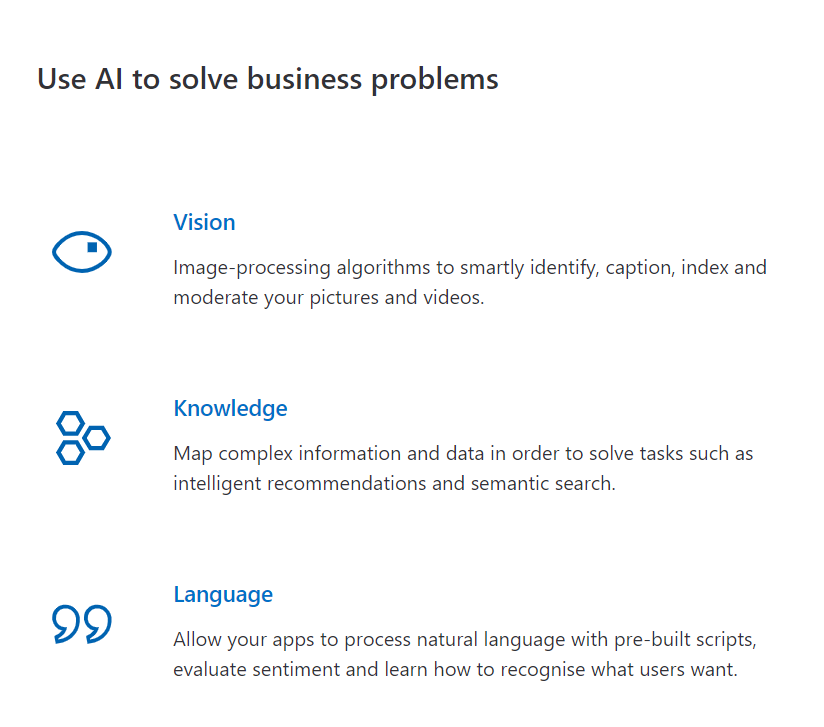 Use AI to solve business problems
Vision
Image-processing algorithms to smartly identify, caption, index and
moderate your pictures and videos.
Knowledge
Map complex information and data in order to solve tasks such as
intelligent recommendations and semantic search.
Language
Allow your apps to process natural language with pre-built scripts,
evaluate sentiment and learn how to recognise what users want.